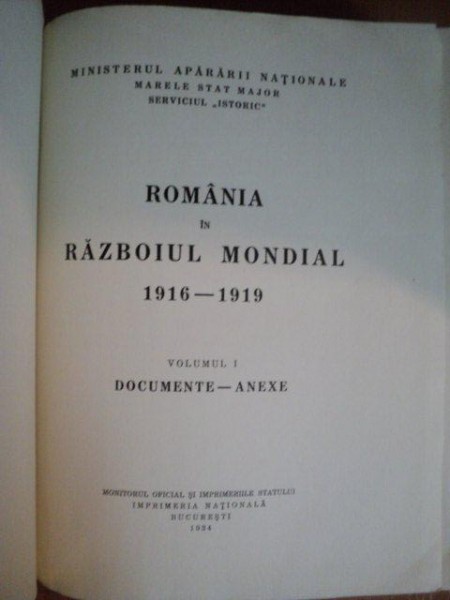 MINISTERUL APĂRĂRII NAȚIONALE
MARELE STAT MAJOR
SERVICIUL „ISTORIC"
ROMÂNIA
ÎN
RĂZBOIUL MONDIAL
1916 — 1919
VOLUMUL I
DOCUMENTE — ANEXE
MONITORUL OFICIAL ȘI IMPRIMERIILE STATULUI
IMPRIMERIA NAȚIONALĂ
BUCUREȘTI
1934